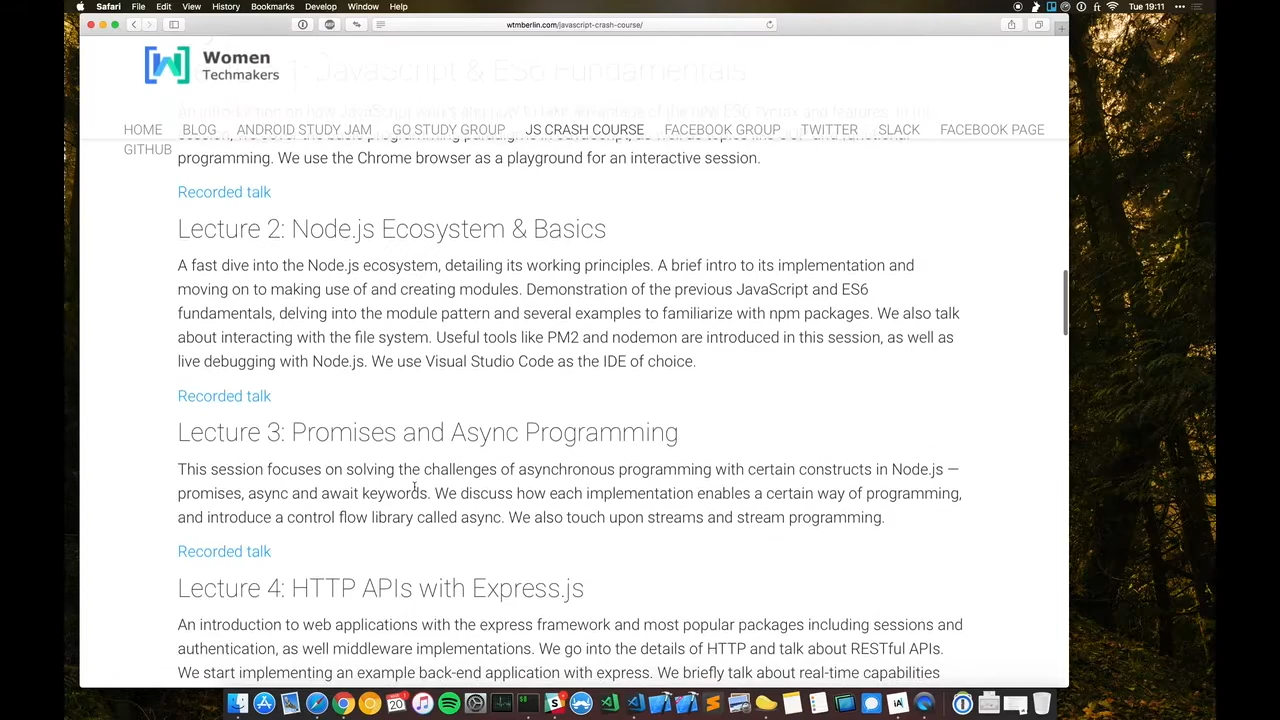 Safari File Edit View History Bookmarks Develop Window Help
Tue 19:11
wtmberlin.com/javascript-crash-course/
Women
Techmakers
JavaScript & ES6 Fundamentals
HOME BLOG ANDROID STUDY JAM GO STUDY GROUP JS CRASH COURSE FACEBOOK GROUP TWITTER SLACK FACEBOOK PAGE
GITHUB
programming. We use the Chrome browser as a playground for an interactive session.
Recorded talk
Lecture 2: Node.js Ecosystem & Basics
A fast dive into the Node.js ecosystem, detailing its working principles. A brief intro to its implementation and
moving on to making use of and creating modules. Demonstration of the previous JavaScript and ES6
fundamentals, delving into the module pattern and several examples to familiarize with npm packages. We also talk
about interacting with the file system. Useful tools like PM2 and nodemon are introduced in this session, as well as
live debugging with Node.js. We use Visual Studio Code as the IDE of choice.
Recorded talk
Lecture 3: Promises and Async Programming
This session focuses on solving the challenges of asynchronous programming with certain constructs in Node.js —
promises, async and await keywords. We discuss how each implementation enables a certain way of programming,
and introduce a control flow library called async. We also touch upon streams and stream programming.
Recorded talk
Lecture 4: HTTP APIs with Express.js
An introduction to web applications with the express framework and most popular packages including sessions and
authentication, as well middleware implementations. We go into the details of HTTP and talk about RESTful APIs.
We start implementing an example back-end application with express. We briefly talk about real-time capabilities
20